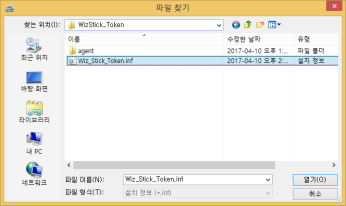 파일 찾기
찾는 위치(I): WizStick_Token
이름 수정한 날짜 유형
agent 2017-04-10 오후 1:... 파일 폴더
Wiz_Stick_Token.inf 2017-04-10 오후 2:... 설치 정보
최근 위치
바탕 화면
라이브러리
내 PC
네트워크
파일 이름(N): Wiz_Stick_Token.inf 열기(O)
파일 형식(T): 설치 정보 (*.inf) 취소